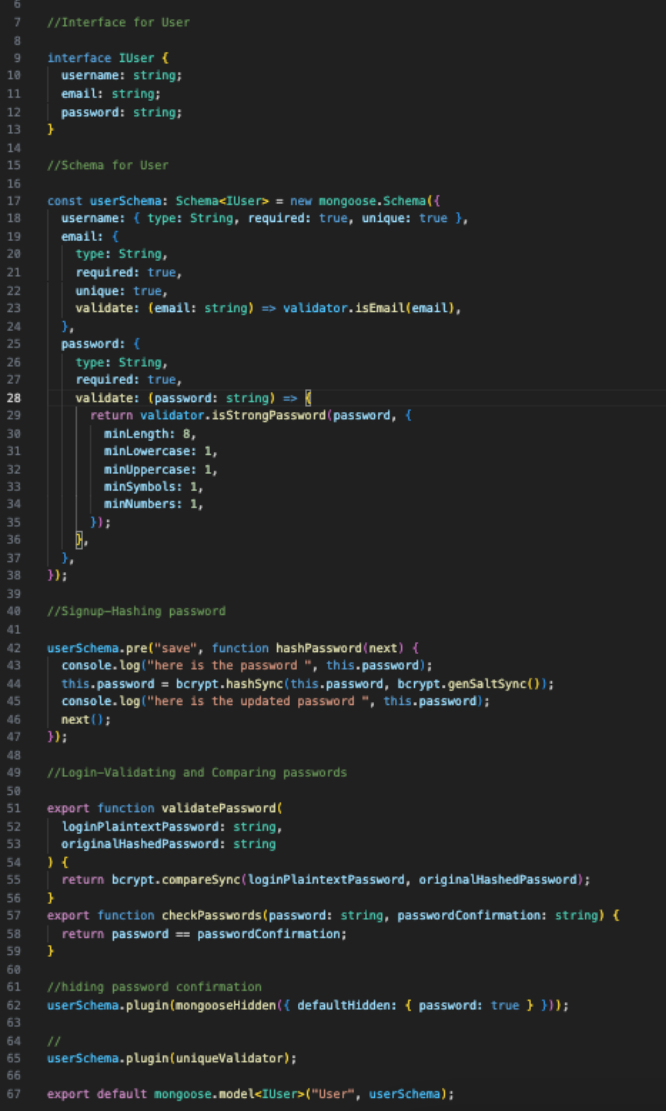 6
7 //Interface for User
8
9 interface IUser {
10 username: string;
11 email: string;
12 password: string;
13 }
14
15 //Schema for User
16
17 const userSchema: Schema<IUser> = new mongoose.Schema({
18 username: { type: String, required: true, unique: true },
19 email: {
20 type: String,
21 required: true,
22 unique: true,
23 validate: (email: string) => validator.isEmail(email),
24 },
25 password: {
26 type: String,
27 required: true,
28 validate: (password: string) => {
29 return validator.isStrongPassword(password, {
30 minLength: 8,
31 minLowercase: 1,
32 minUppercase: 1,
33 minSymbols: 1,
34 minNumbers: 1,
35 });
36 },
37 },
38 });
39
40 //Signup-Hashing password
41
42 userSchema.pre("save", function hashPassword(next) {
43 console.log("here is the password ", this.password);
44 this.password = bcrypt.hashSync(this.password, bcrypt.genSaltSync());
45 console.log("here is the updated password ", this.password);
46 next();
47 });
48
49 //Login-Validating and Comparing passwords
50
51 export function validatePassword(
52 loginPlaintextPassword: string,
53 originalHashedPassword: string
54 ) {
55 return bcrypt.compareSync(loginPlaintextPassword, originalHashedPassword);
56 }
57 export function checkPasswords(password: string, passwordConfirmation: string) {
58 return password == passwordConfirmation;
59 }
60
61 //hiding password confirmation
62 userSchema.plugin(mongooseHidden({ defaultHidden: { password: true } }));
63
64 //
65 userSchema.plugin(uniqueValidator);
66
67 export default mongoose.model<IUser>("User", userSchema);